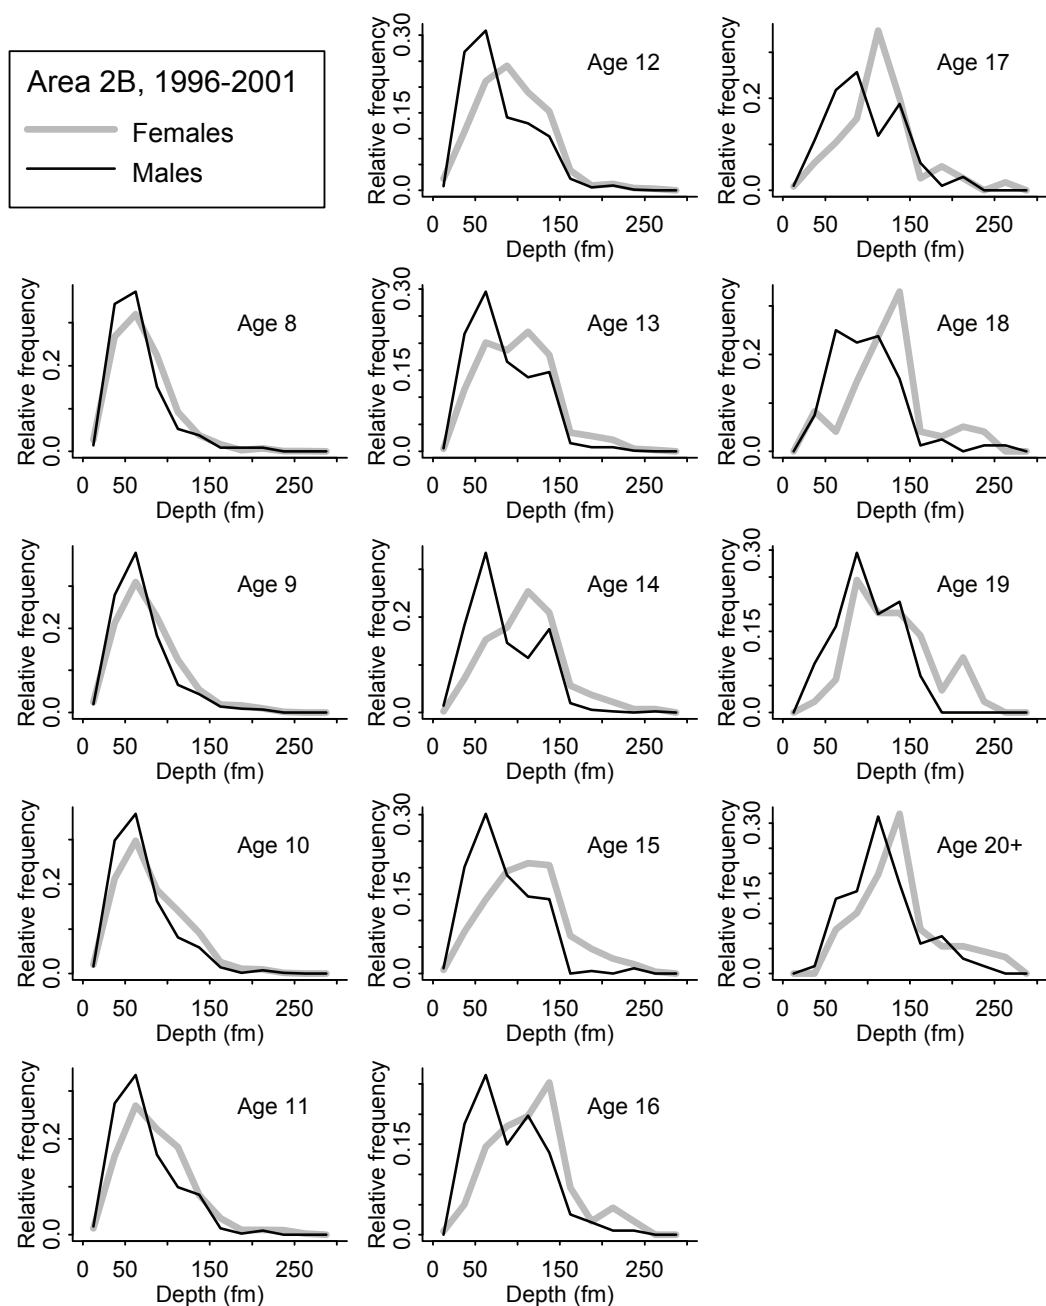 Area 2B, 1996-2001
Females
Males
Relative frequency
0.0 0.15 0.30
Age 12
0 50 150 250
Depth (fm)
Relative frequency
0.0 0.2
Age 17
0 50 150 250
Depth (fm)
Relative frequency
0.0 0.2
Age 8
0 50 150 250
Depth (fm)
Relative frequency
0.0 0.15 0.30
Age 13
0 50 150 250
Depth (fm)
Relative frequency
0.0 0.2
Age 18
0 50 150 250
Depth (fm)
Relative frequency
0.0 0.2
Age 9
0 50 150 250
Depth (fm)
Relative frequency
0.0 0.2
Age 14
0 50 150 250
Depth (fm)
Relative frequency
0.0 0.15 0.30
Age 19
0 50 150 250
Depth (fm)
Relative frequency
0.0 0.2
Age 10
0 50 150 250
Depth (fm)
Relative frequency
0.0 0.15 0.30
Age 15
0 50 150 250
Depth (fm)
Relative frequency
0.0 0.15 0.30
Age 20+
0 50 150 250
Depth (fm)
Relative frequency
0.0 0.2
Age 11
0 50 150 250
Depth (fm)
Relative frequency
0.0 0.15
Age 16
0 50 150 250
Depth (fm)